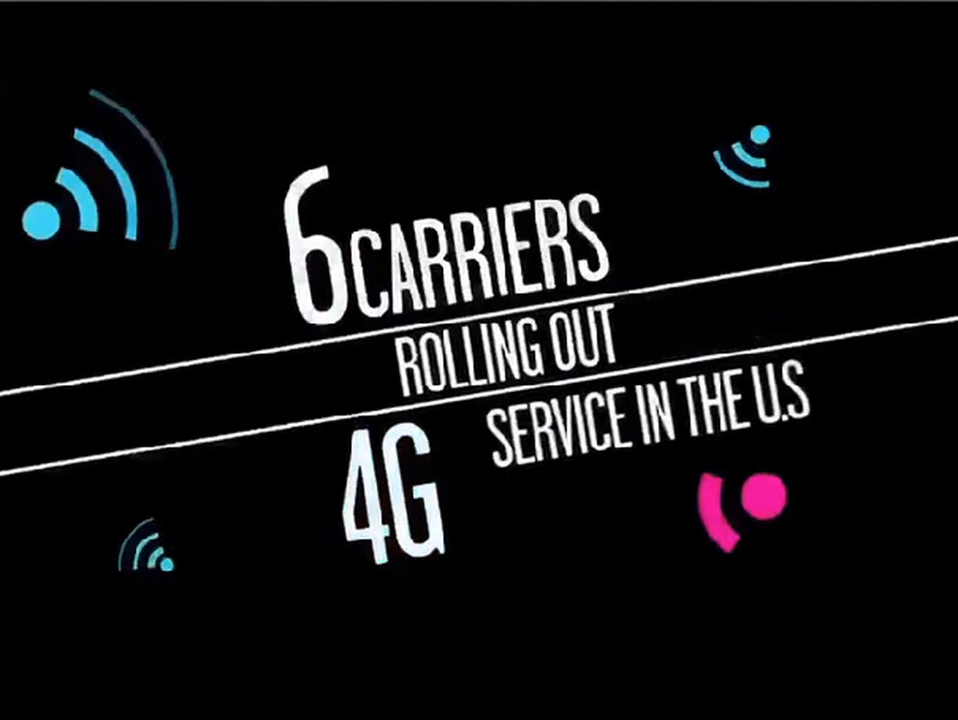 6 CARRIERS
ROLLING OUT
4G SERVICE IN THE U.S